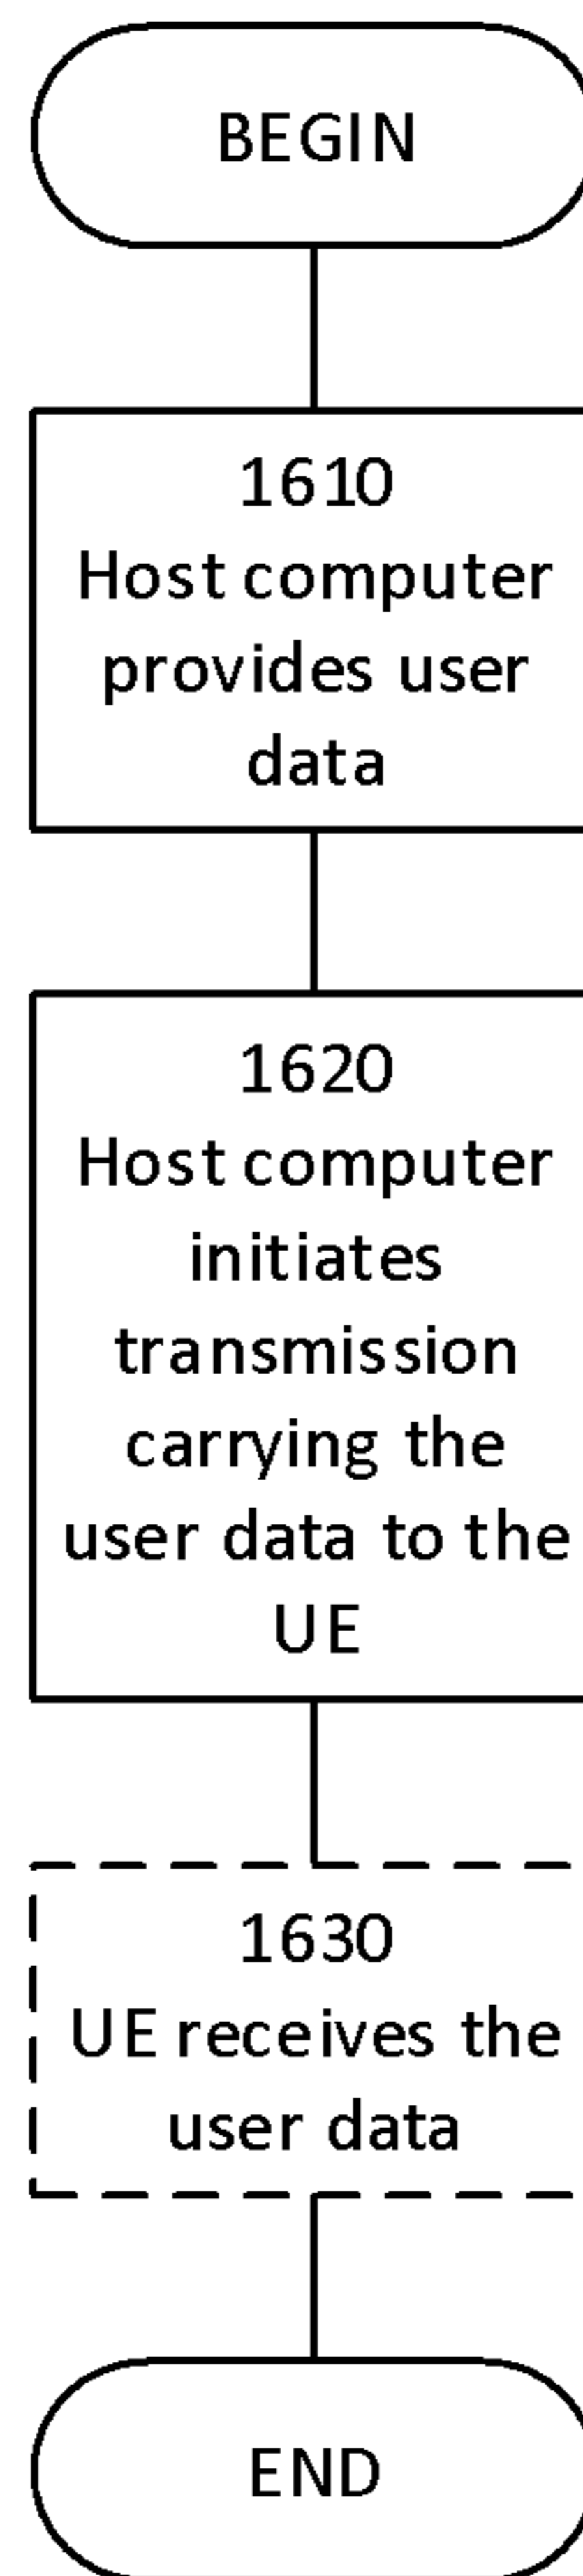 BEGIN
1610
Host computer
provides user
data
1620
Host computer
initiates
transmission
carrying the
user data to the
UE
1630
UE receives the
user data
END